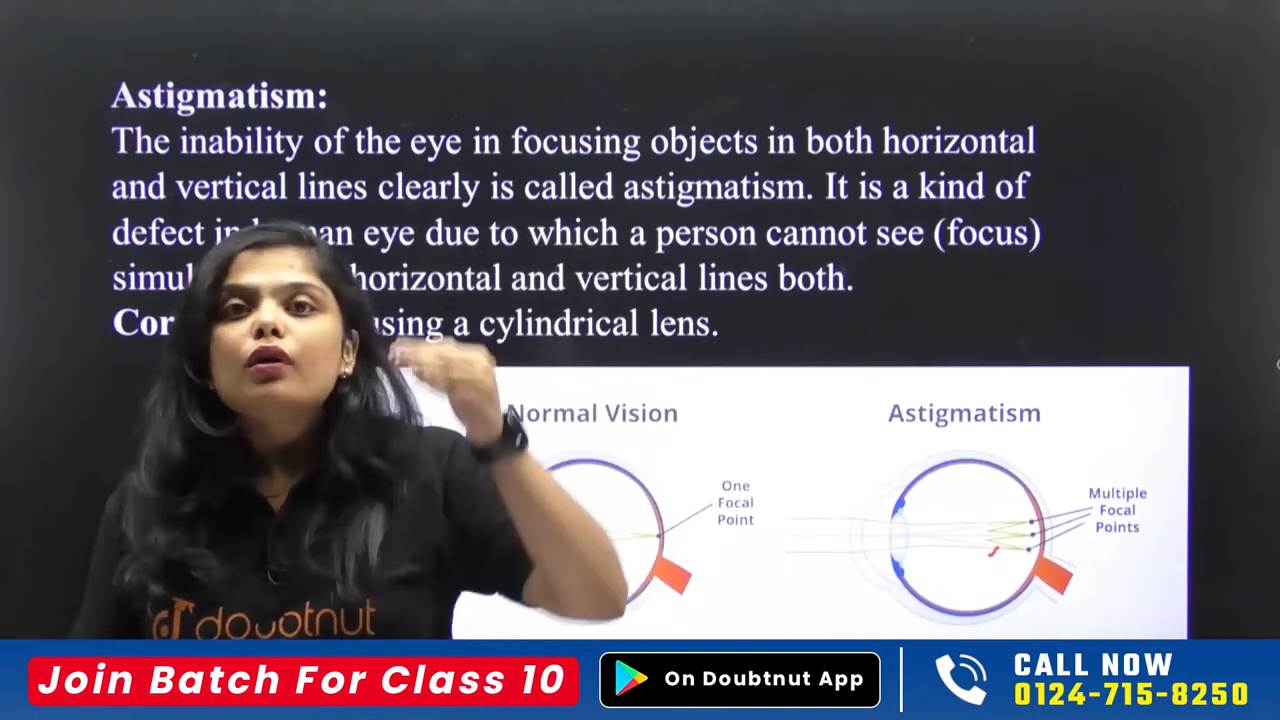 Astigmatism:
The inability of the eye in focusing objects in both horizontal
and vertical lines clearly is called astigmatism. It is a kind of
defect in an eye due to which a person cannot see (focus)
horizontal and vertical lines both.
using a cylindrical lens.
Normal Vision
Astigmatism
One
Focal
Point
Multiple
Focal
Points
doubtnut
Join Batch For Class 10
On Doubtnut App
CALL NOW
0124-715-8250